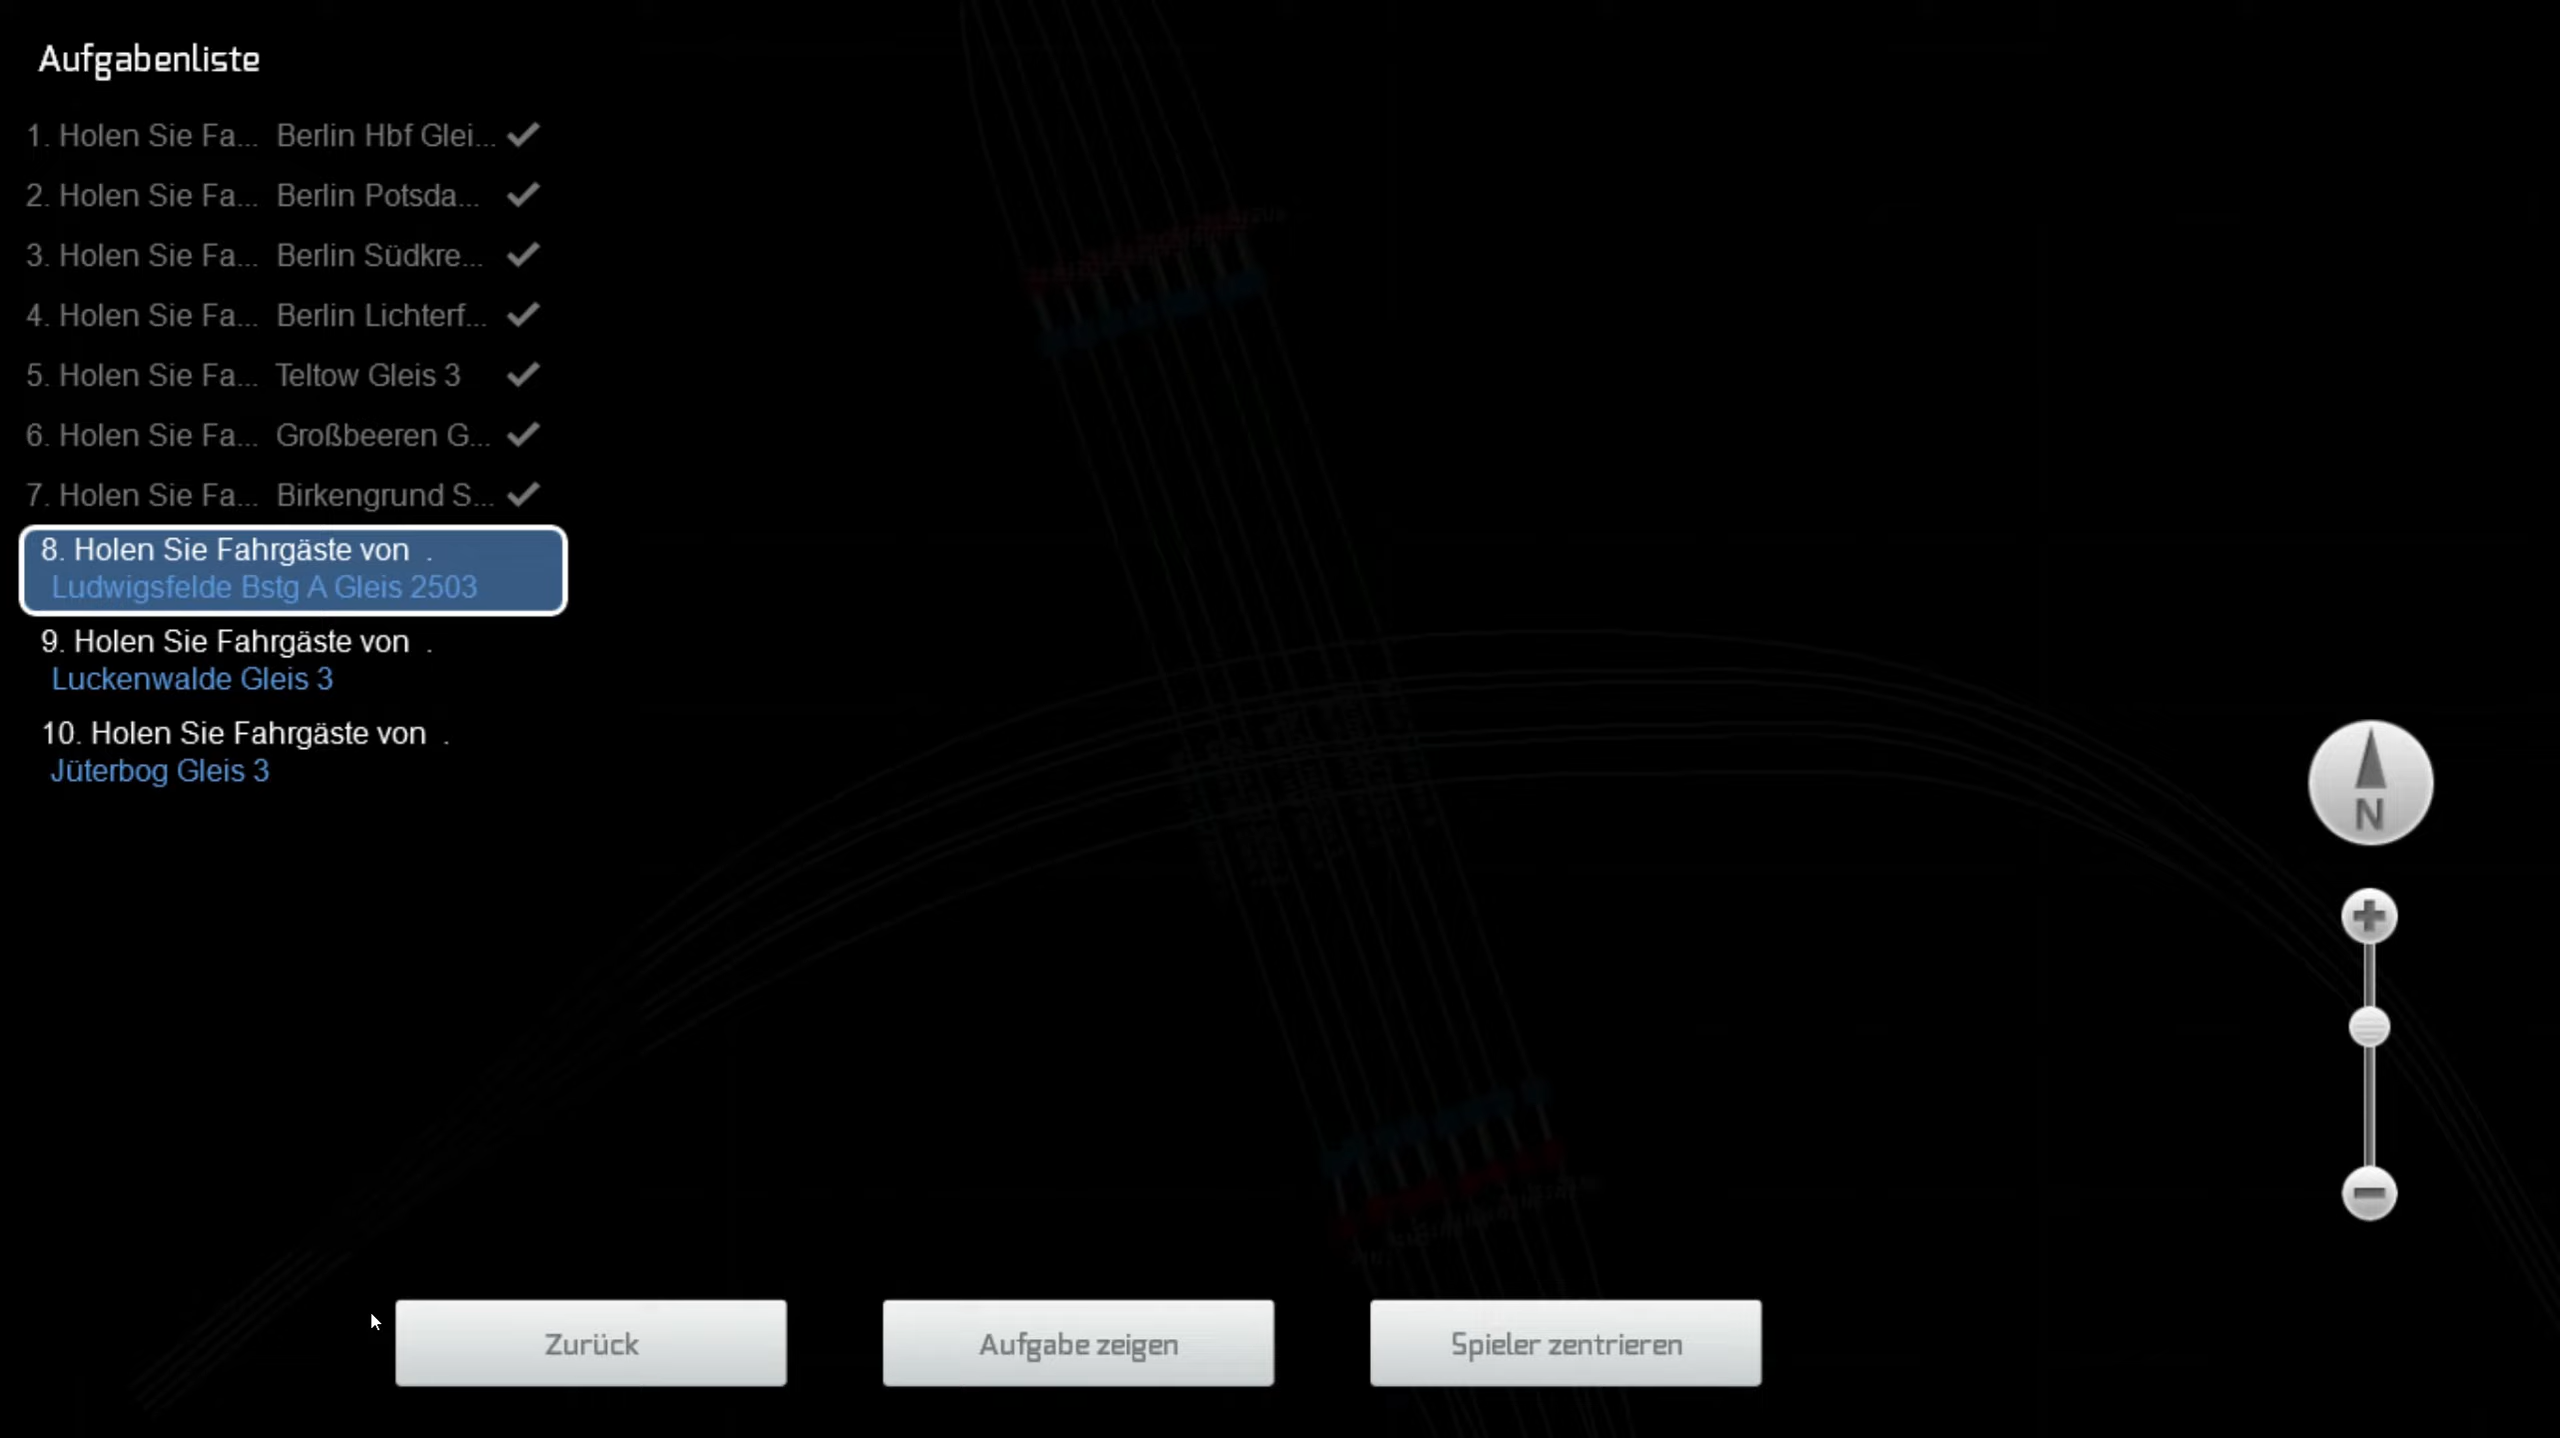 Aufgabenliste
1. Holen Sie Fa... Berlin Hbf Glei...
2. Holen Sie Fa... Berlin Potsda...
3. Holen Sie Fa... Berlin Südkre...
4. Holen Sie Fa... Berlin Lichterf...
5. Holen Sie Fa... Teltow Gleis 3
6. Holen Sie Fa... Großbeeren G...
7. Holen Sie Fa... Birkengrund S...
8. Holen Sie Fahrgäste von .
Ludwigsfelde Bstg A Gleis 2503
9. Holen Sie Fahrgäste von .
Luckenwalde Gleis 3
10. Holen Sie Fahrgäste von .
Jüterbog Gleis 3
N
Zurück
Aufgabe zeigen
Spieler zentrieren